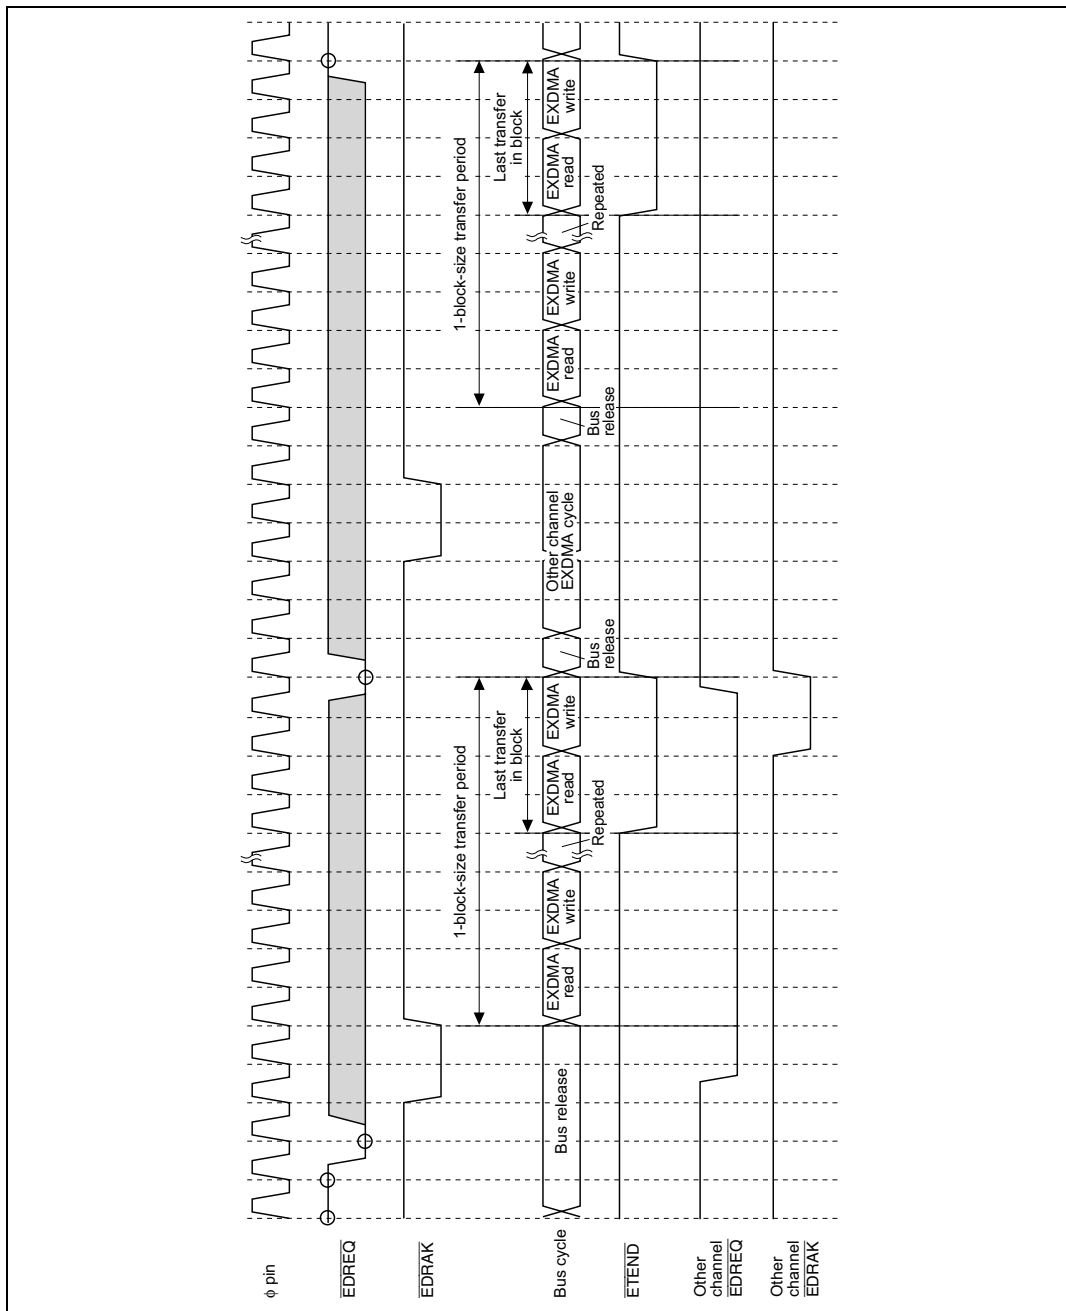 φ pin
EDREQ
EDRAK
1-block-size transfer period
1-block-size transfer period
Last transfer
in block
Last transfer
in block
Bus cycle
Bus release
EXDMA
read
EXDMA
write
Repeated
EXDMA
read
EXDMA
write
Bus
release
Other channel
EXDMA cycle
Bus
release
EXDMA
read
EXDMA
write
Repeated
EXDMA
read
EXDMA
write
ETEND
Other
channel
EDREQ
Other
channel
EDRAK